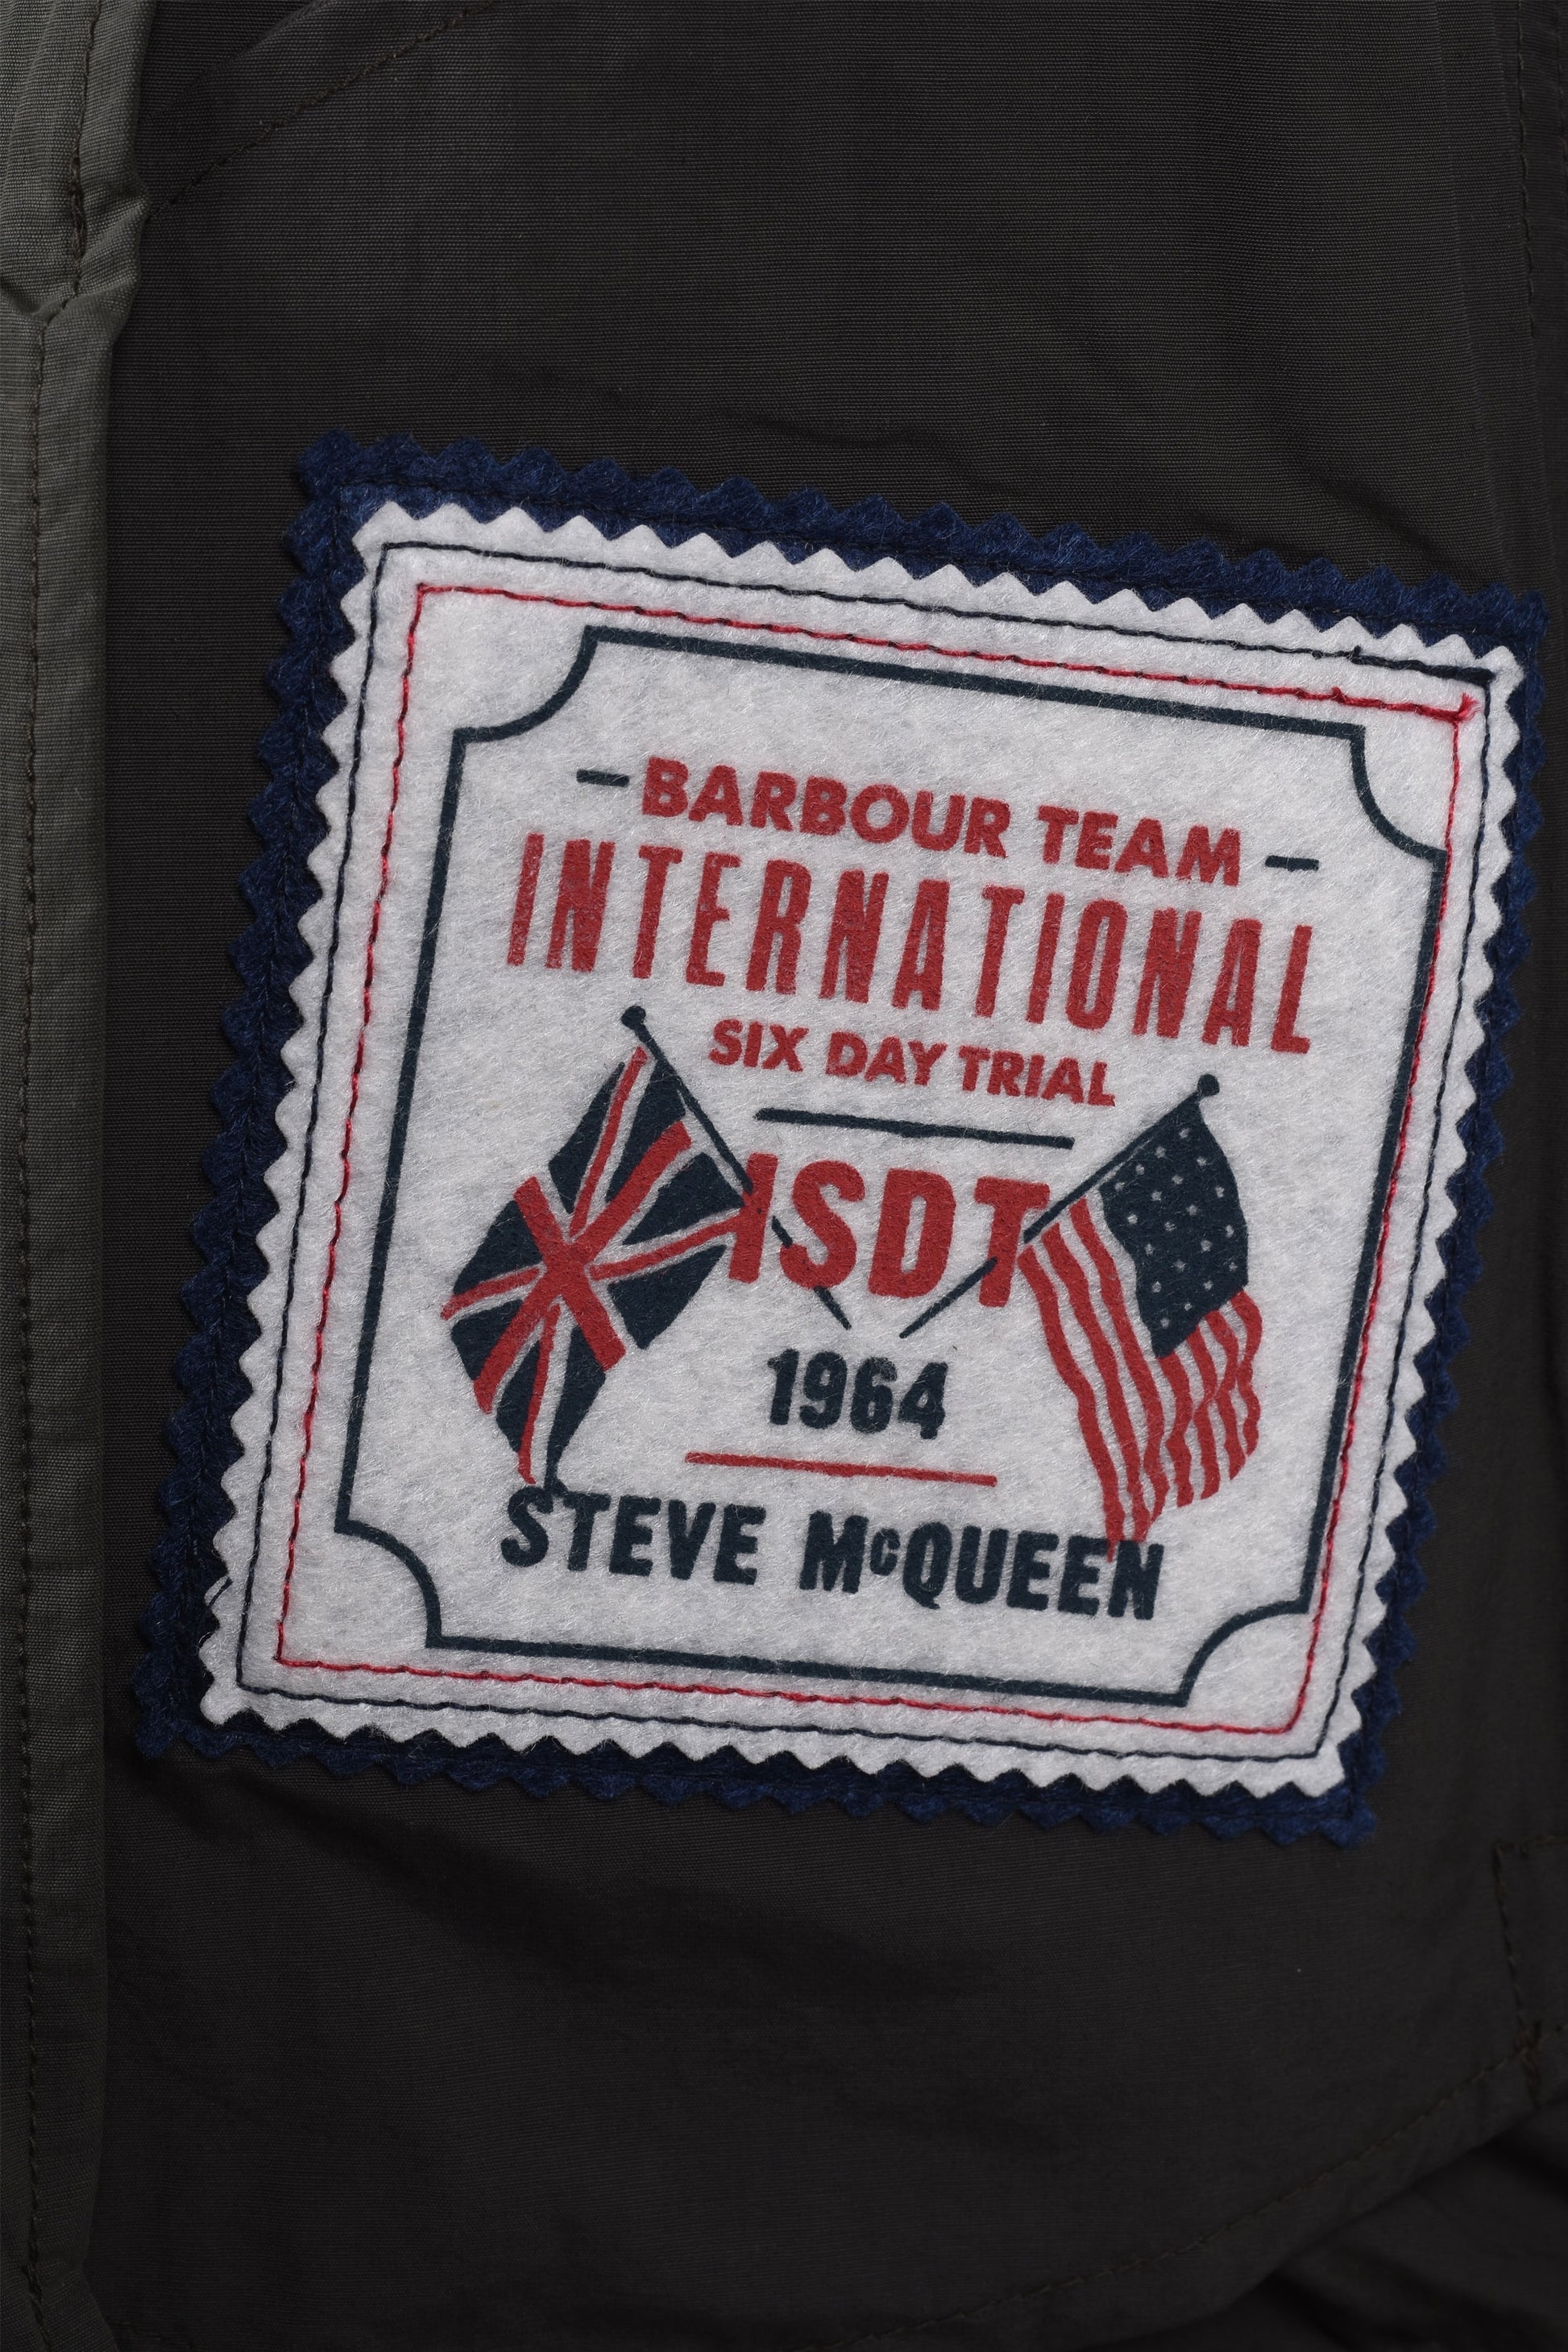 BARBOUR TEAM
INTERNATIONAL
SIX DAY TRIAL
ISDT
1964
STEVE McQUEEN